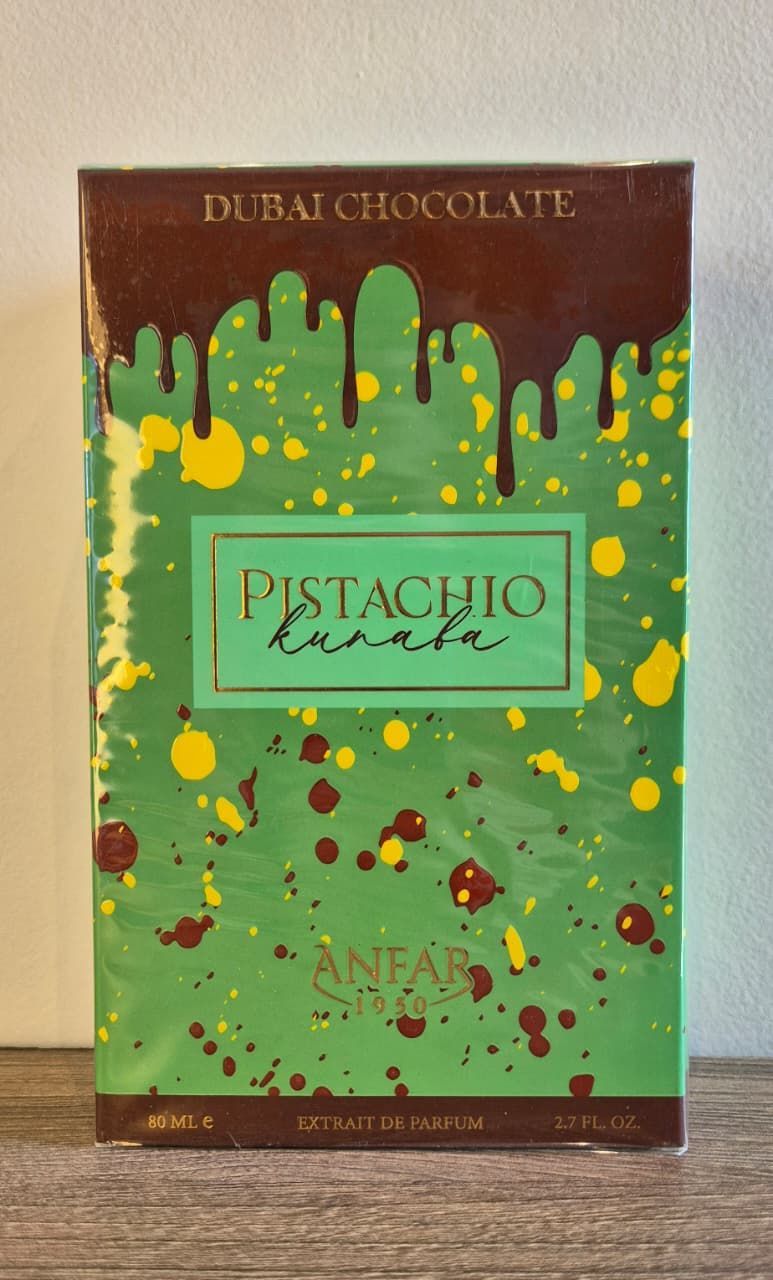 DUBAI CHOCOLATE
PISTACHIO
kunafa
ANFAR
1950
80 ML e EXTRAIT DE PARFUM 2.7 FL. OZ.